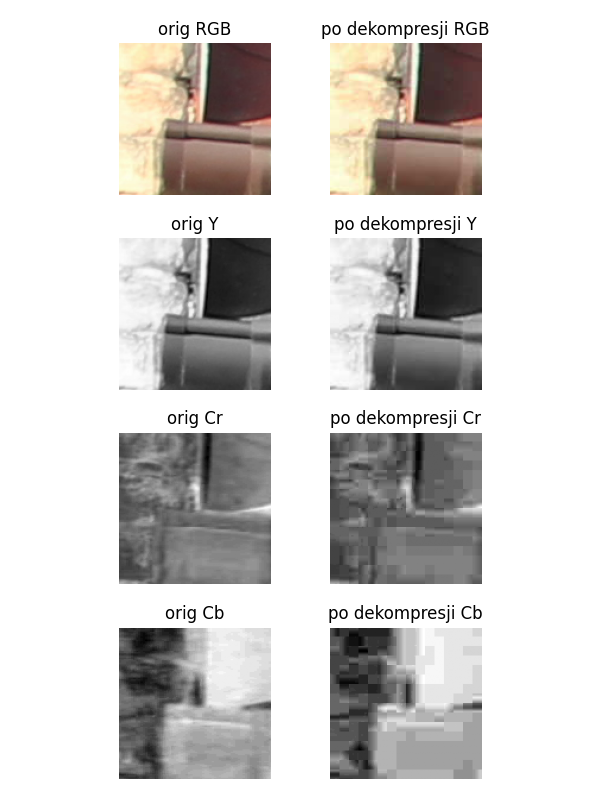 orig RGB
po dekompresji RGB
orig Y
po dekompresji Y
orig Cr
po dekompresji Cr
orig Cb
po dekompresji Cb